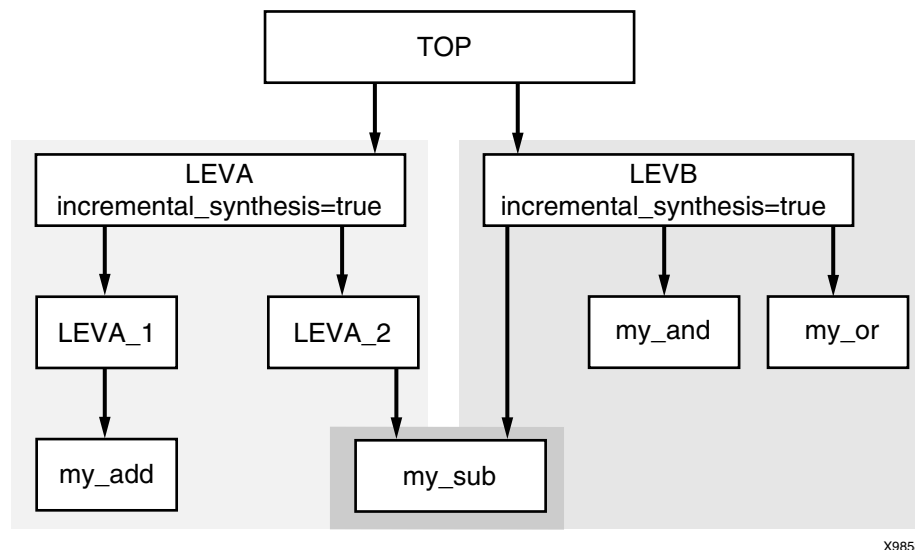 TOP
LEVA
incremental_synthesis=true
LEVB
incremental_synthesis=true
LEVA_1
LEVA_2
my_and
my_or
my_add
my_sub
X985